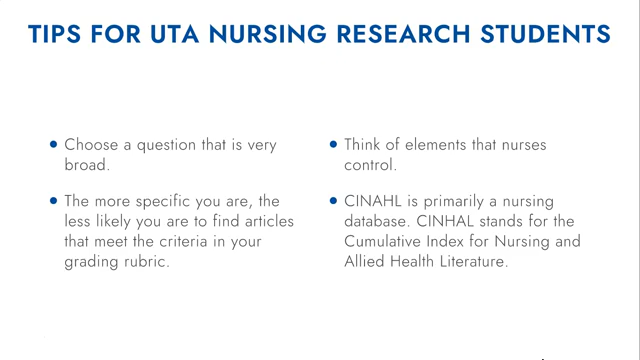 TIPS FOR UTA NURSING RESEARCH STUDENTS
Choose a question that is very
broad.
The more specific you are, the
less likely you are to find articles
that meet the criteria in your
grading rubric.
Think of elements that nurses
control.
CINAHL is primarily a nursing
database. CINHAL stands for the
Cumulative Index for Nursing and
Allied Health Literature.